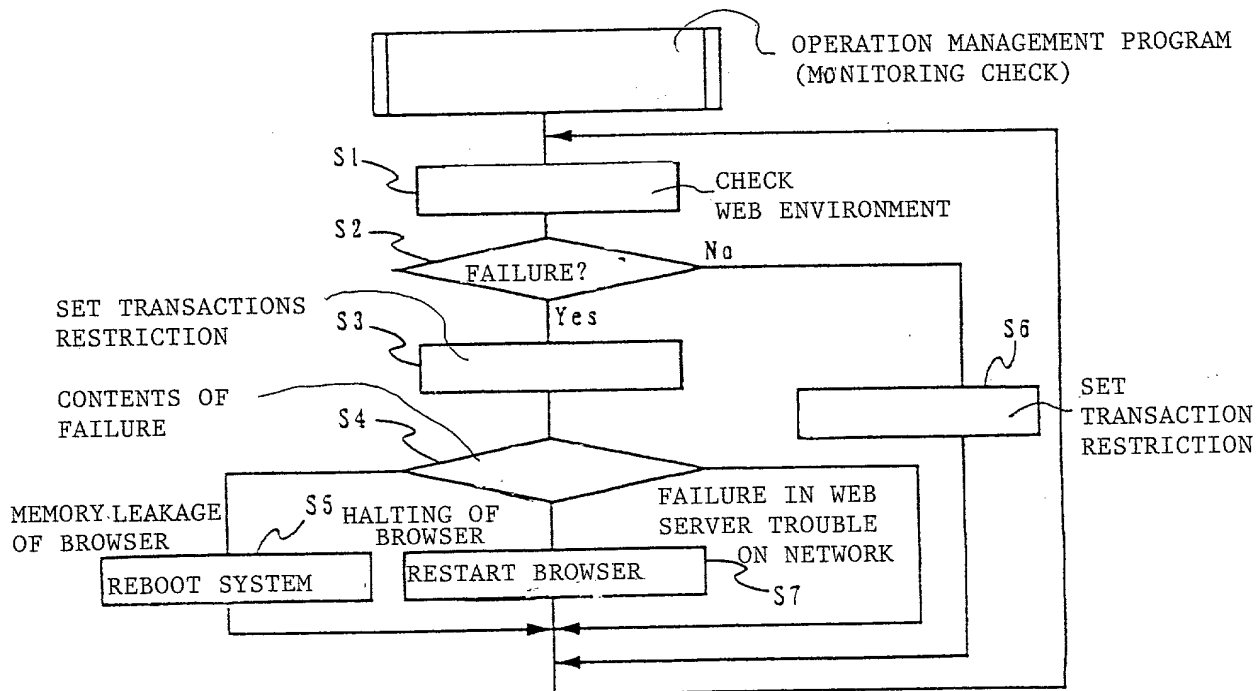 OPERATION MANAGEMENT PROGRAM
(MONITORING CHECK)
S1
CHECK
WEB ENVIRONMENT
S2
FAILURE?
No
Yes
SET TRANSACTIONS
RESTRICTION
S3
S6
SET
TRANSACTION
RESTRICTION
CONTENTS OF
FAILURE
S4
MEMORY LEAKAGE
OF BROWSER
S5
HALTING OF
BROWSER
FAILURE IN WEB
SERVER TROUBLE
ON NETWORK
REBOOT SYSTEM
RESTART BROWSER
S7